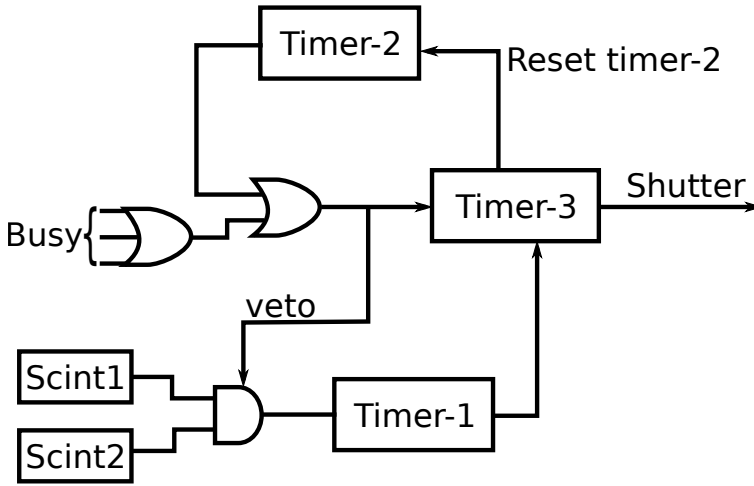 Timer-2
Reset timer-2
Timer-3
Shutter
Busy
veto
Scint1
Timer-1
Scint2